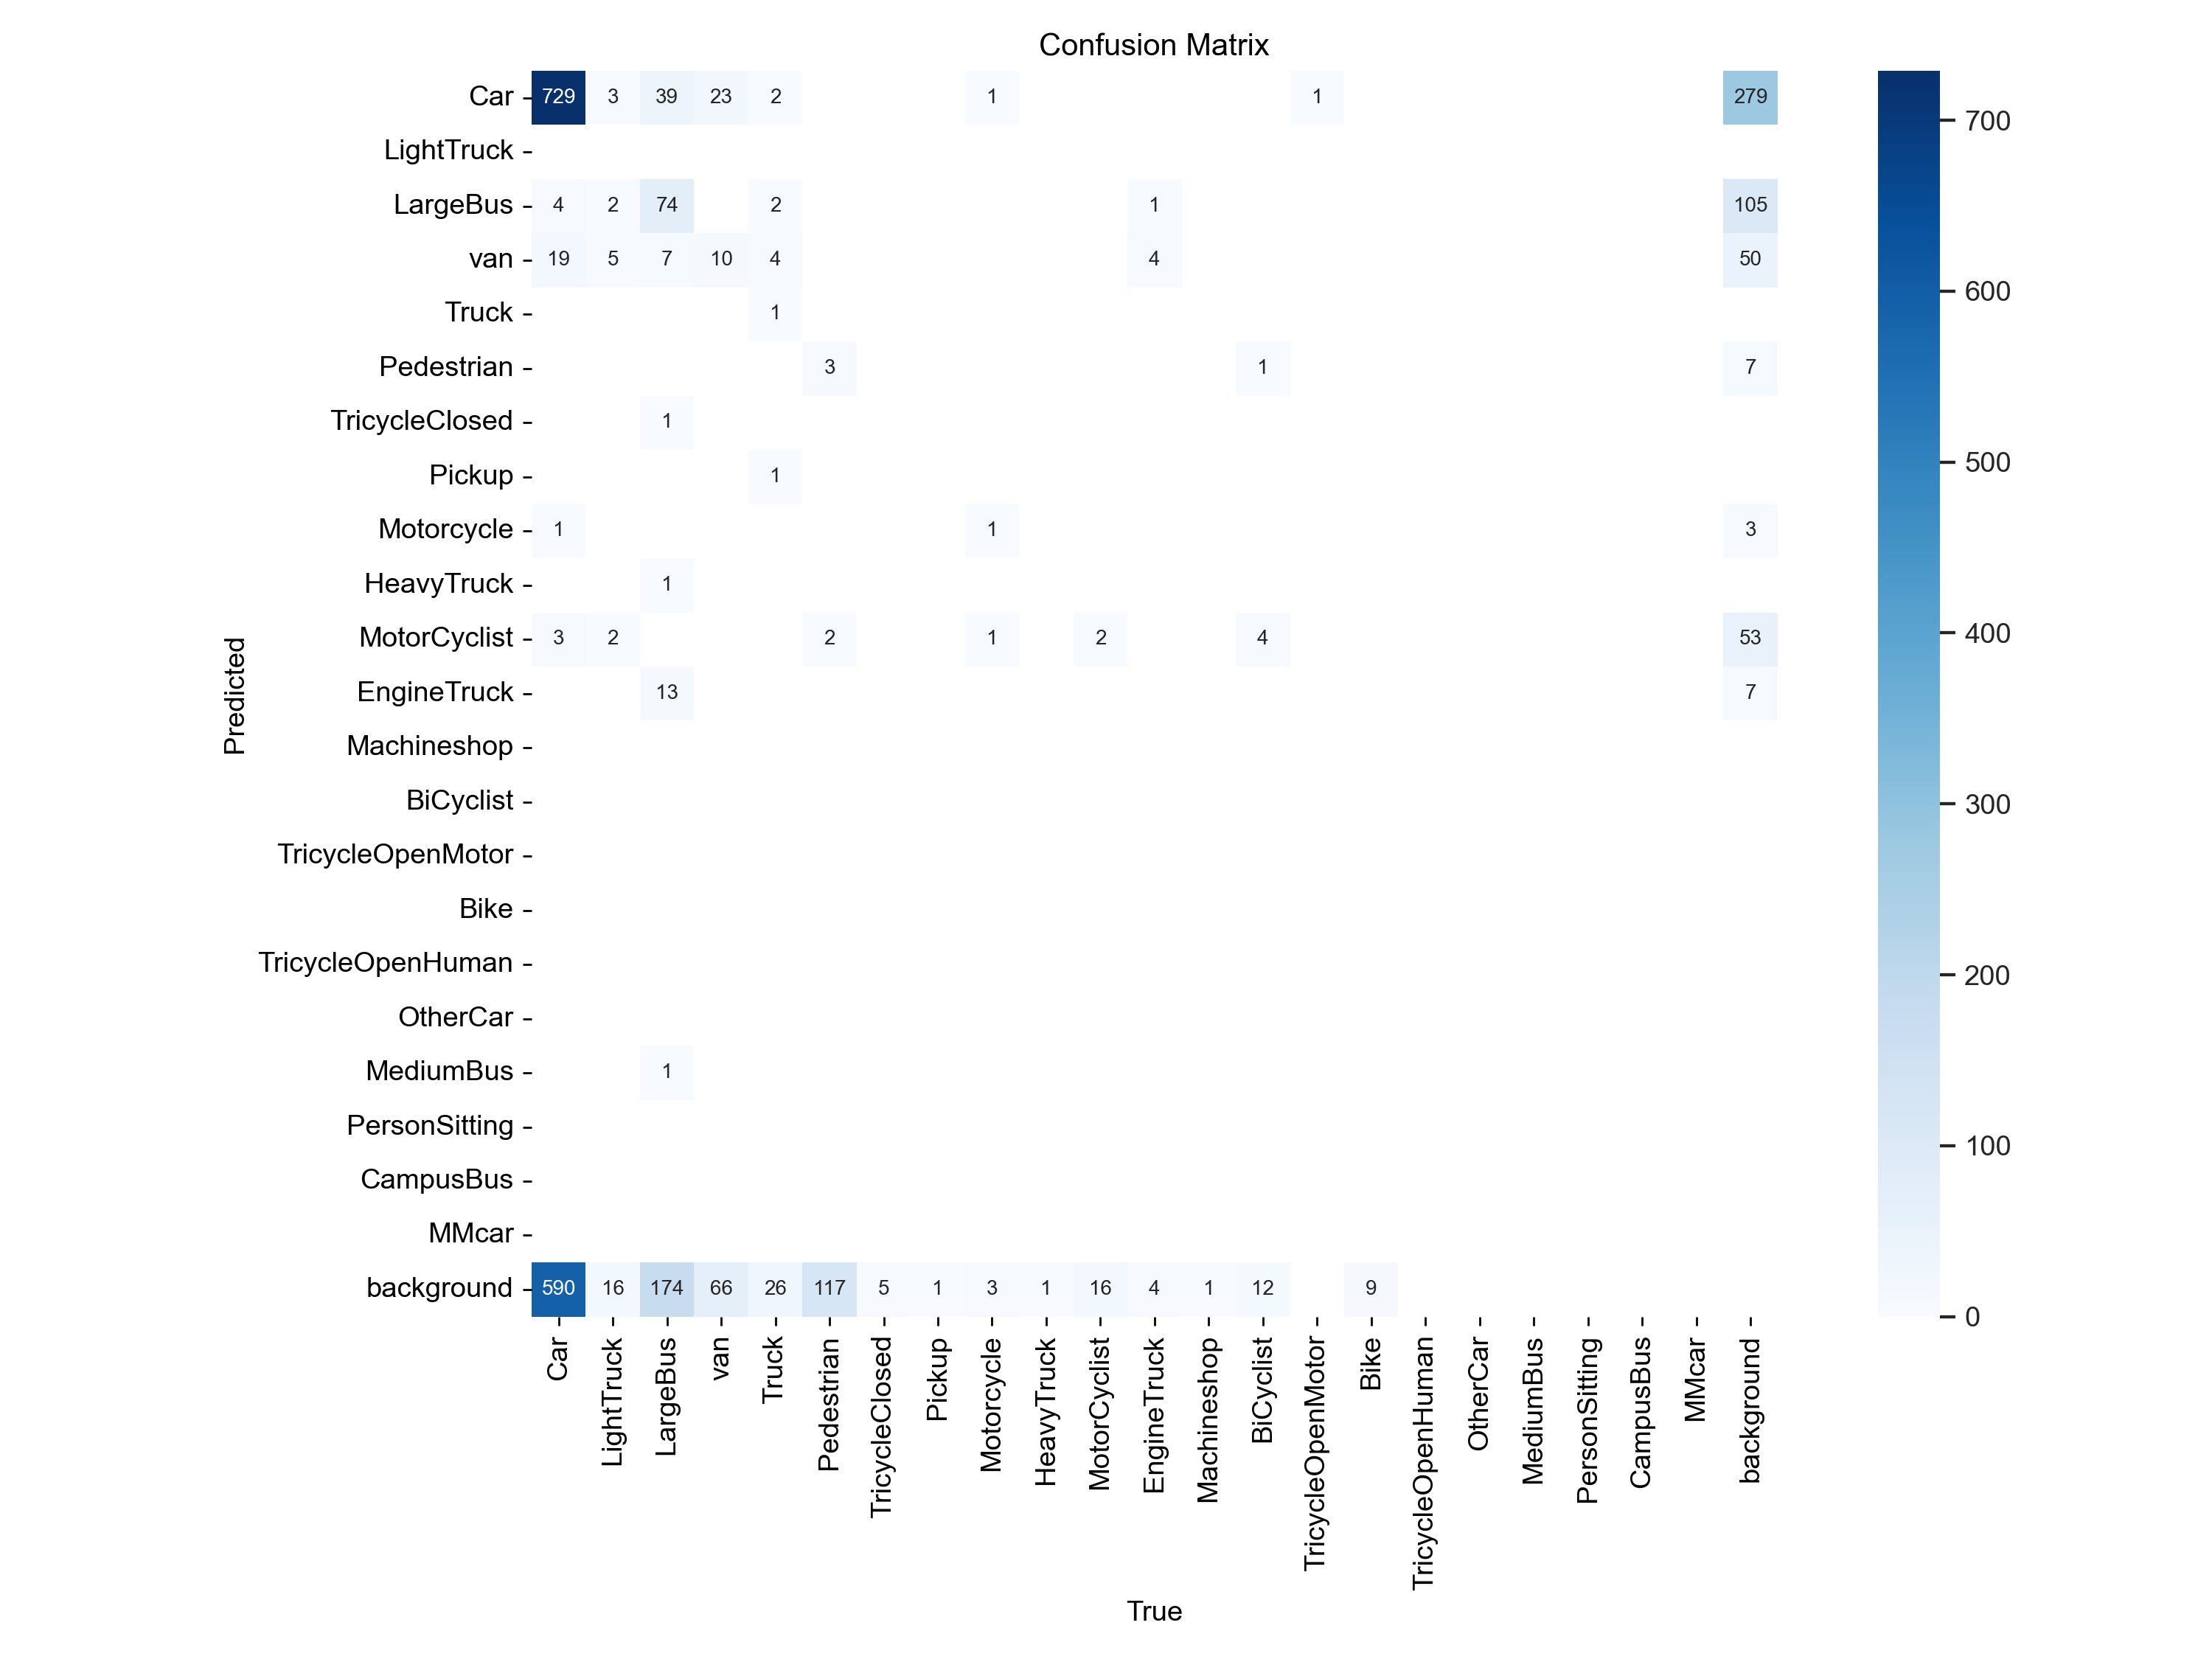 Confusion Matrix
Car 729 3 39 23 2 1 1 279
LightTruck
LargeBus 4 2 74 2 1 105
van 19 5 7 10 4 4 50
Truck 1
Pedestrian 3 1 7
TricycleClosed 1
Pickup 1
Motorcycle 1 1 3
HeavyTruck 1
MotorCyclist 3 2 2 1 2 4 53
EngineTruck 13 7
Machineshop
BiCyclist
TricycleOpenMotor
Bike
TricycleOpenHuman
OtherCar
MediumBus 1
PersonSitting
CampusBus
MMcar
background 590 16 174 66 26 117 5 1 3 1 16 4 1 12 9
Predicted
Car
LightTruck
LargeBus
van
Truck
Pedestrian
TricycleClosed
Pickup
Motorcycle
HeavyTruck
MotorCyclist
EngineTruck
Machineshop
BiCyclist
TricycleOpenMotor
Bike
TricycleOpenHuman
OtherCar
MediumBus
PersonSitting
CampusBus
MMcar
background
True
700
600
500
400
300
200
100
0